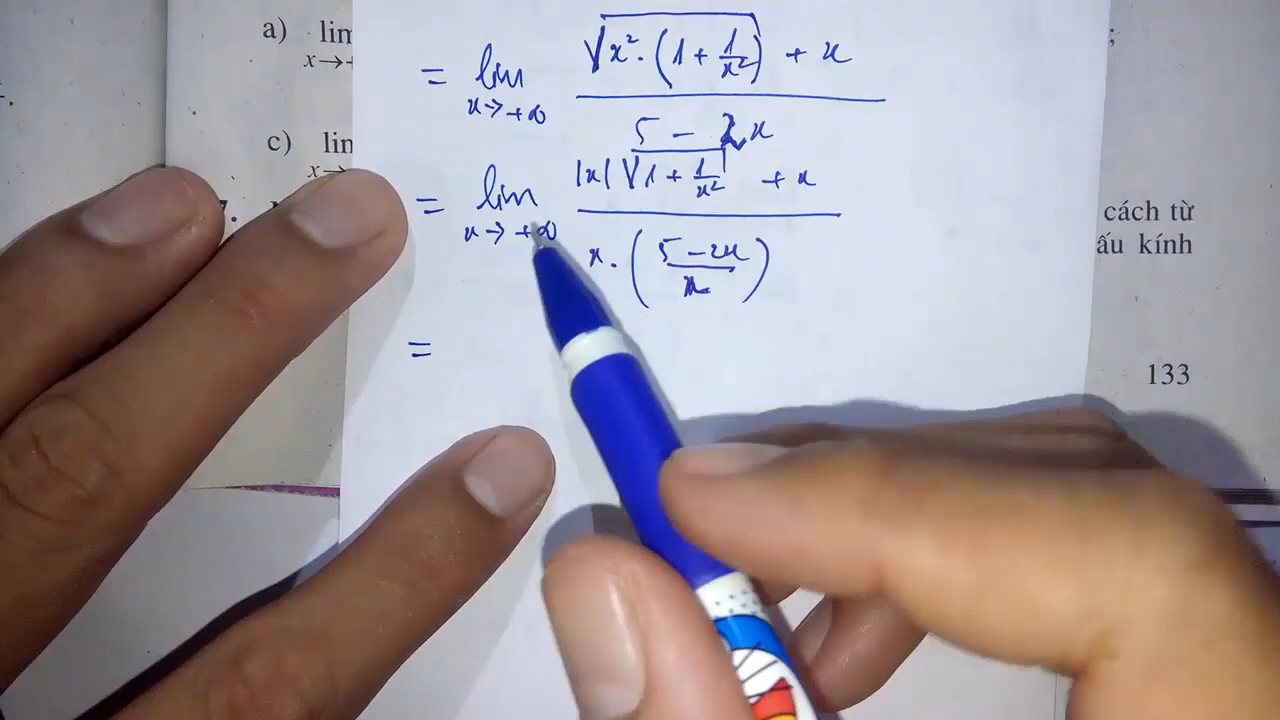 a) lim
x→+
c) lim
x→
= lim √x² · (1 + 1/x²) + x
x→+∞ 5 − 2x
= lim |x| √1 + 1/x² + x
x→+∞ x · (5 − 2x / x)
=
;
cách từ
ấu kính
133